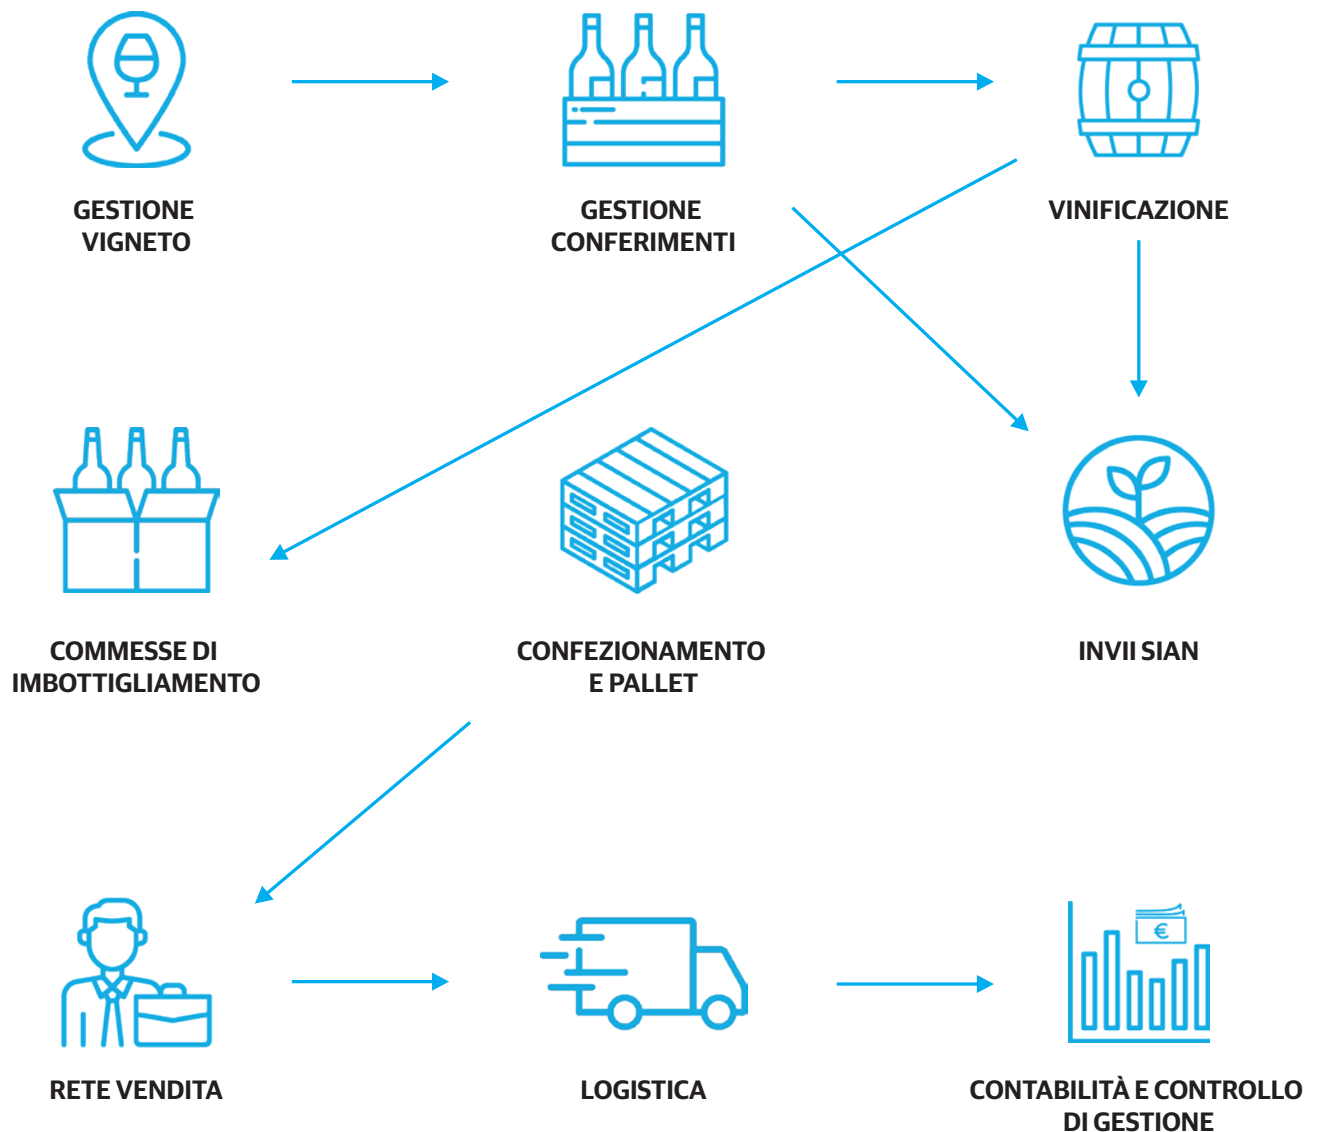 GESTIONE
VIGNETO
GESTIONE
CONFERIMENTI
VINIFICAZIONE
COMMESSE DI
IMBOTTIGLIAMENTO
CONFEZIONAMENTO
E PALLET
INVII SIAN
€
RETE VENDITA
LOGISTICA
CONTABILITÀ E CONTROLLO
DI GESTIONE